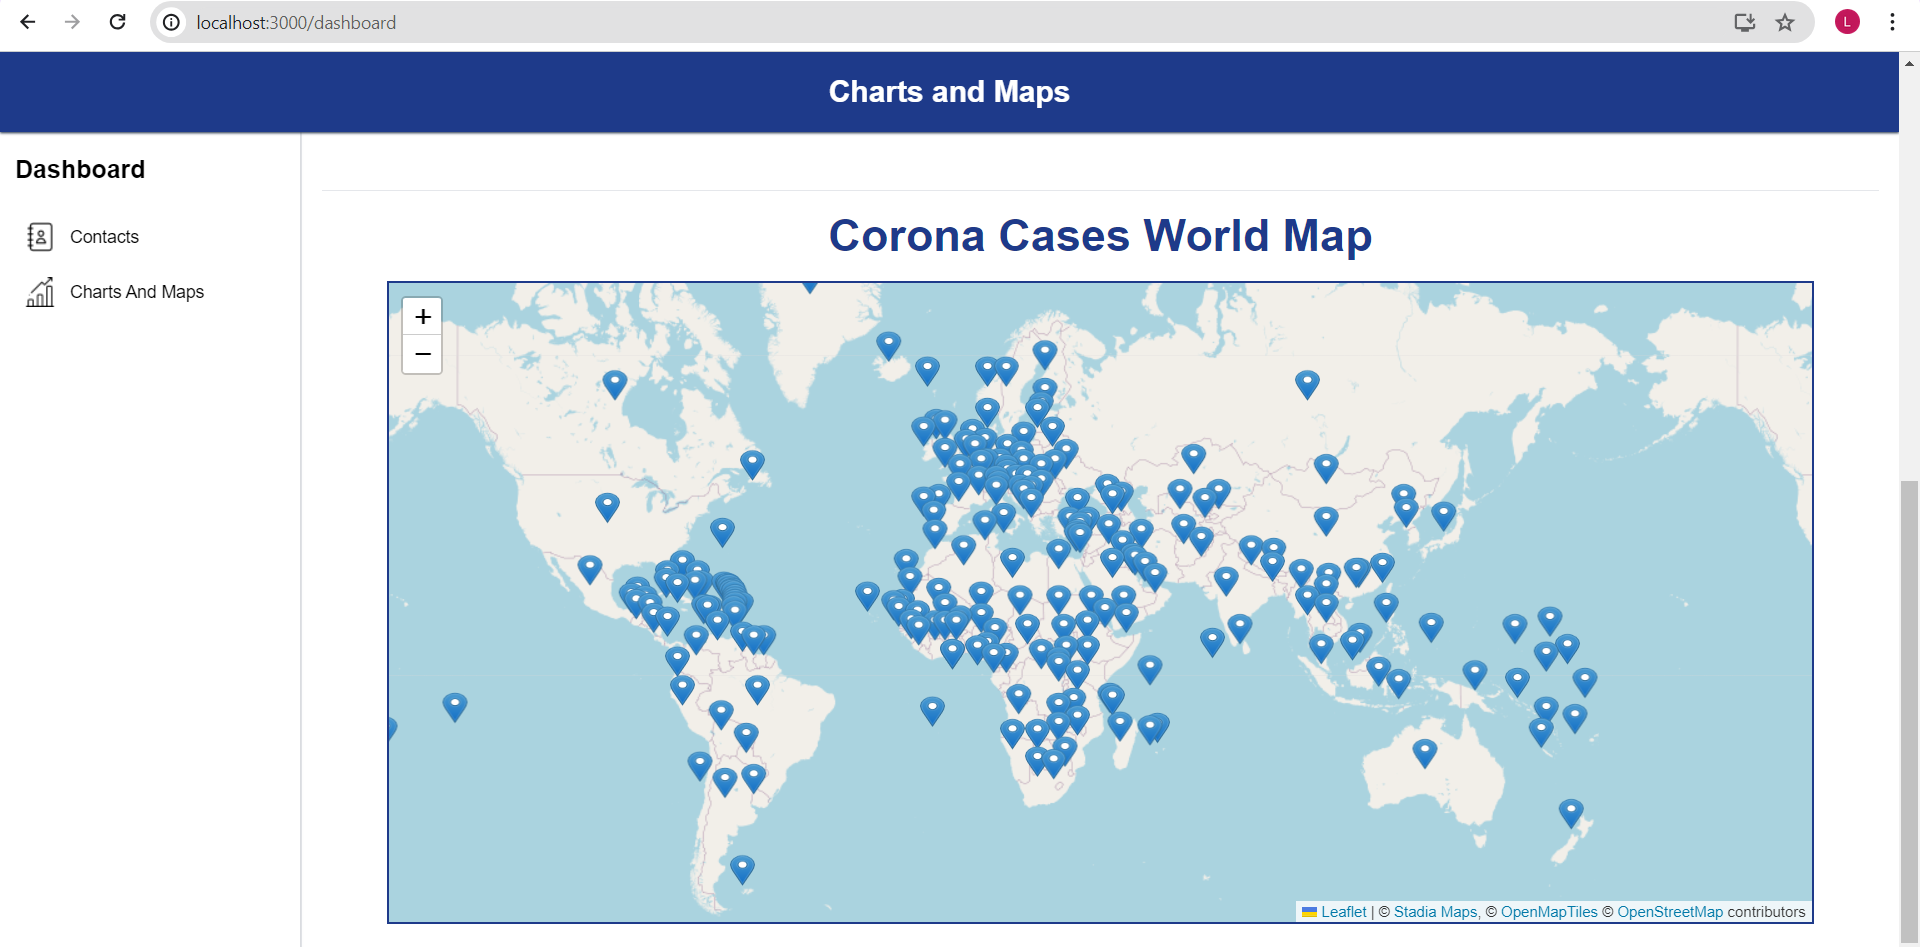 localhost:3000/dashboard
L
Charts and Maps
Dashboard
Contacts
Charts And Maps
Corona Cases World Map
+
−
Leaflet | © Stadia Maps, © OpenMapTiles © OpenStreetMap contributors